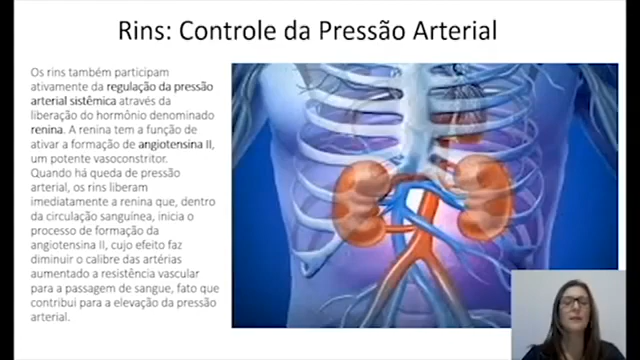 Rins: Controle da Pressão Arterial
Os rins também participam
ativamente da regulação da pressão
arterial sistêmica através da
liberação do hormônio denominado
renina. A renina tem a função de
ativar a formação de angiotensina II,
um potente vasoconstritor.
Quando há queda de pressão
arterial, os rins liberam
imediatamente a renina que, dentro
da circulação sanguínea, inicia o
processo de formação da
angiotensina II, cujo efeito faz
diminuir o calibre das artérias
aumentado a resistência vascular
para a passagem de sangue, fato que
contribui para a elevação da pressão
arterial.